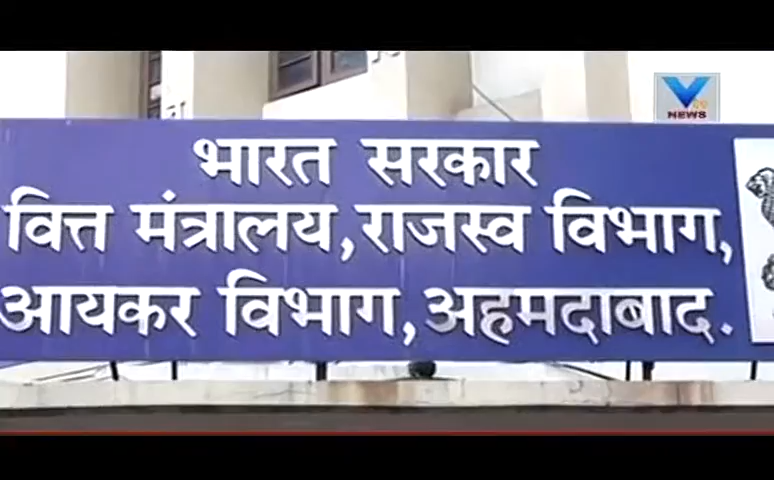 भारत सरकार
वित्त मंत्रालय, राजस्व विभाग,
आयकर विभाग, अहमदाबाद.
NEWS